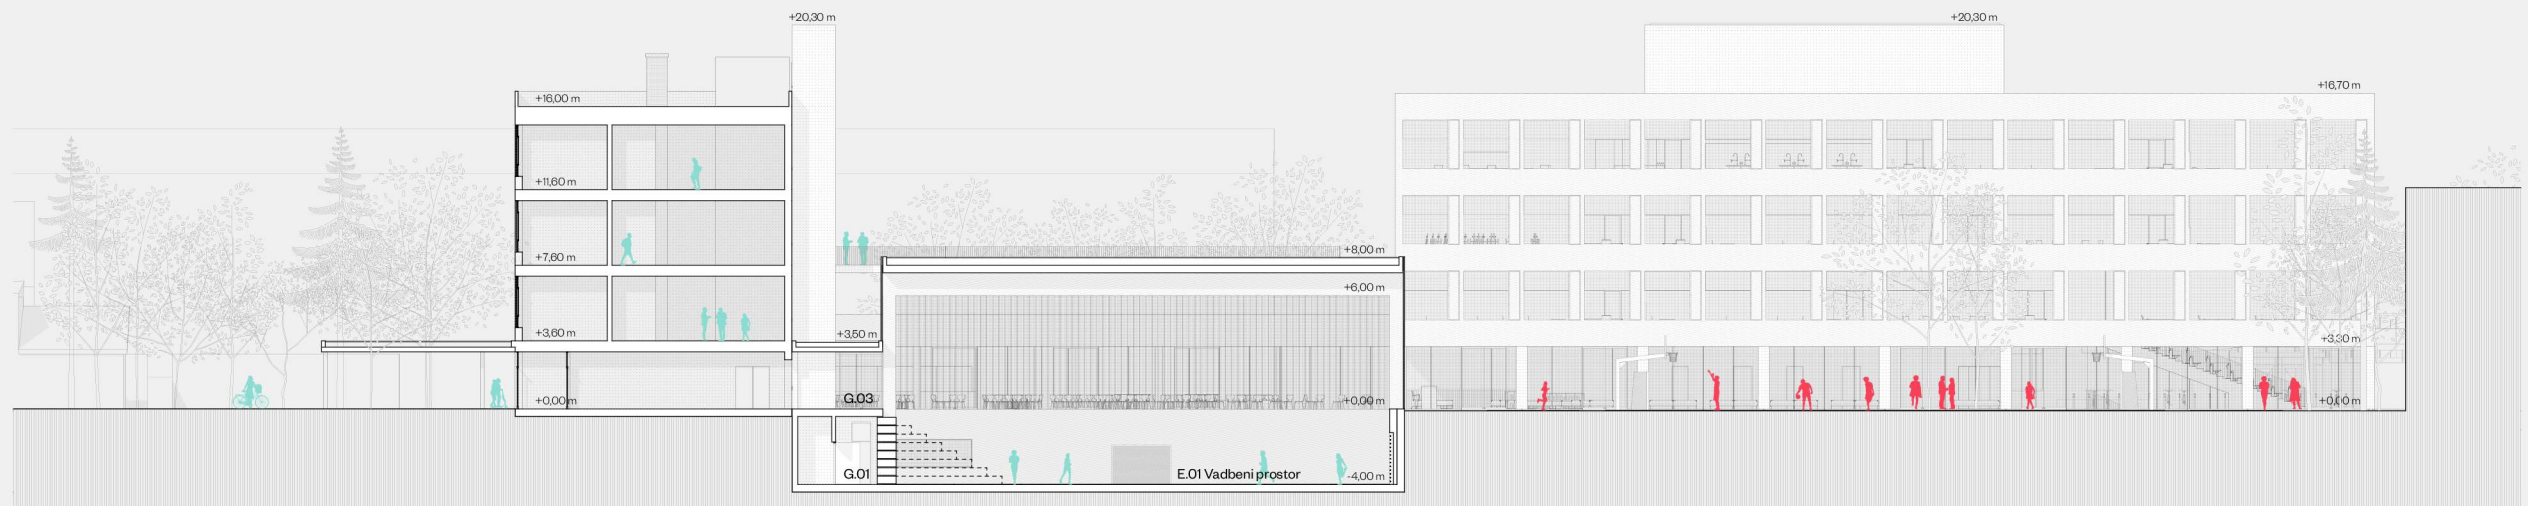 +20,30 m
+20,30 m
+16,70 m
+16,00 m
+11,60 m
+7,60 m
+8,00 m
+6,00 m
+3,60 m
+3,50 m
+3,30 m
+0,00 m
G.03
+0,00 m
+0,00 m
G.01
E.01 Vadbeni prostor
-4,00 m